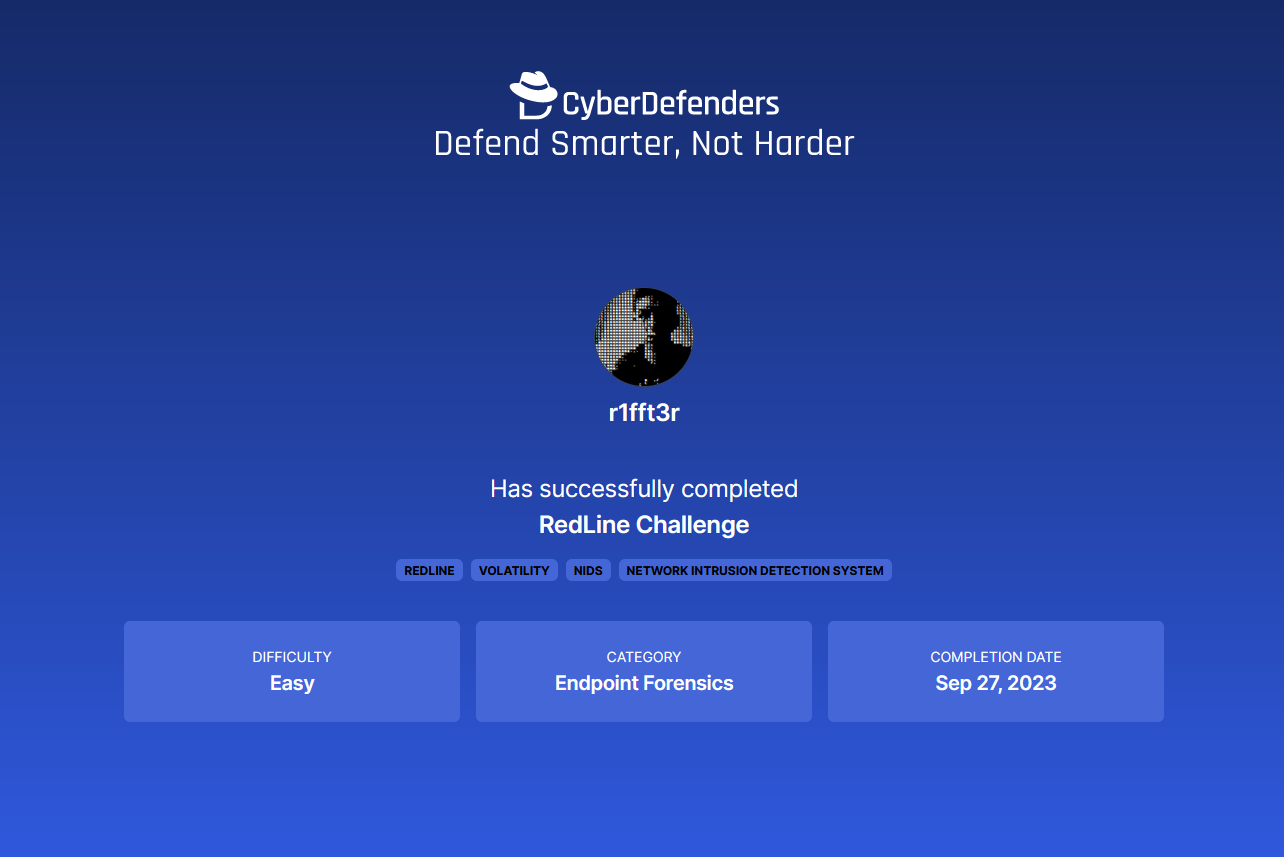 CyberDefenders
Defend Smarter, Not Harder
r1fft3r
Has successfully completed
RedLine Challenge
REDLINE VOLATILITY NIDS NETWORK INTRUSION DETECTION SYSTEM
DIFFICULTY
Easy
CATEGORY
Endpoint Forensics
COMPLETION DATE
Sep 27, 2023